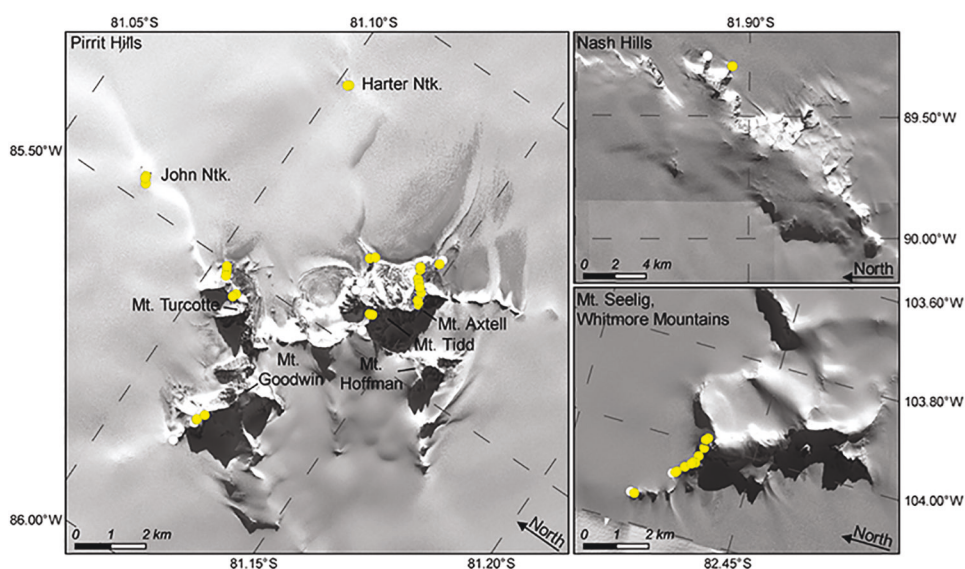 81.05°S
81.10°S
81.90°S
Pirrit Hills
Nash Hills
Harter Ntk.
89.50°W
85.50°W
John Ntk.
90.00°W
0 2 4 km
North
Mt. Turcotte
Mt. Axtell
Mt. Tidd
Mt.
Goodwin
Mt.
Hoffman
Mt. Seelig,
Whitmore Mountains
103.60°W
103.80°W
104.00°W
86.00°W
0 1 2 km
North
0 1 2 km
North
81.15°S
81.20°S
82.45°S